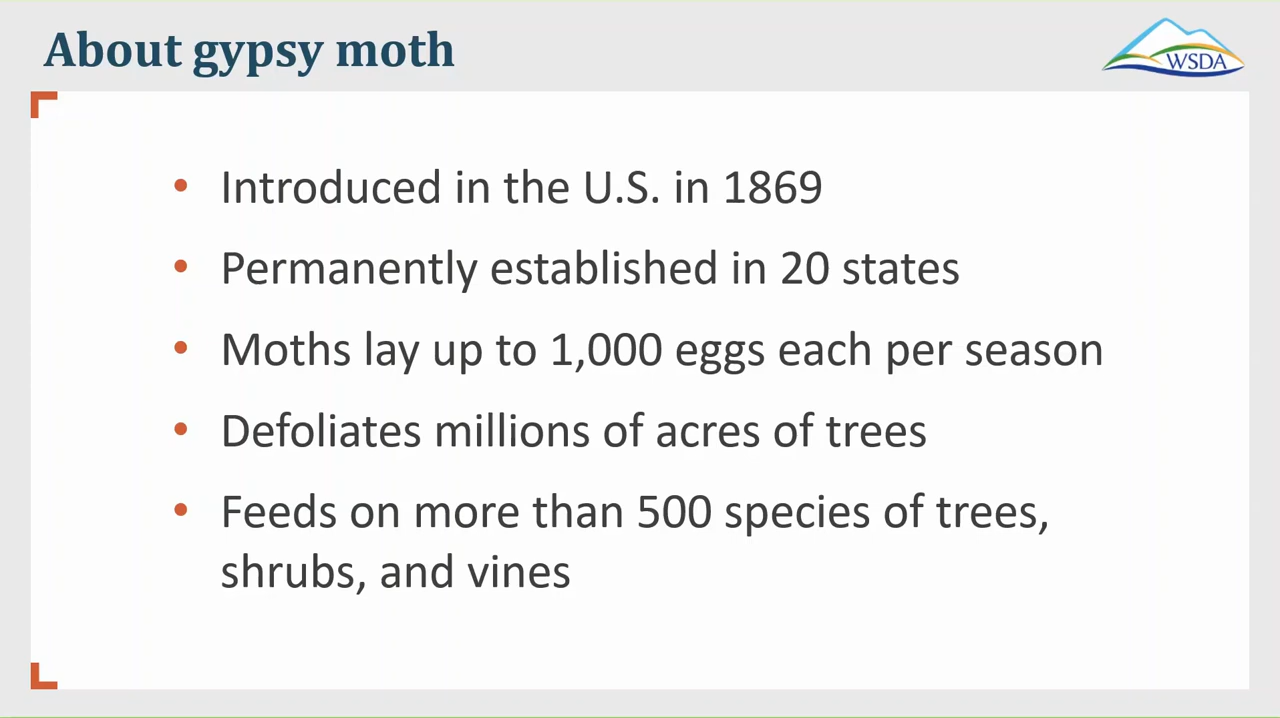 About gypsy moth
WSDA
• Introduced in the U.S. in 1869
• Permanently established in 20 states
• Moths lay up to 1,000 eggs each per season
• Defoliates millions of acres of trees
• Feeds on more than 500 species of trees,
shrubs, and vines